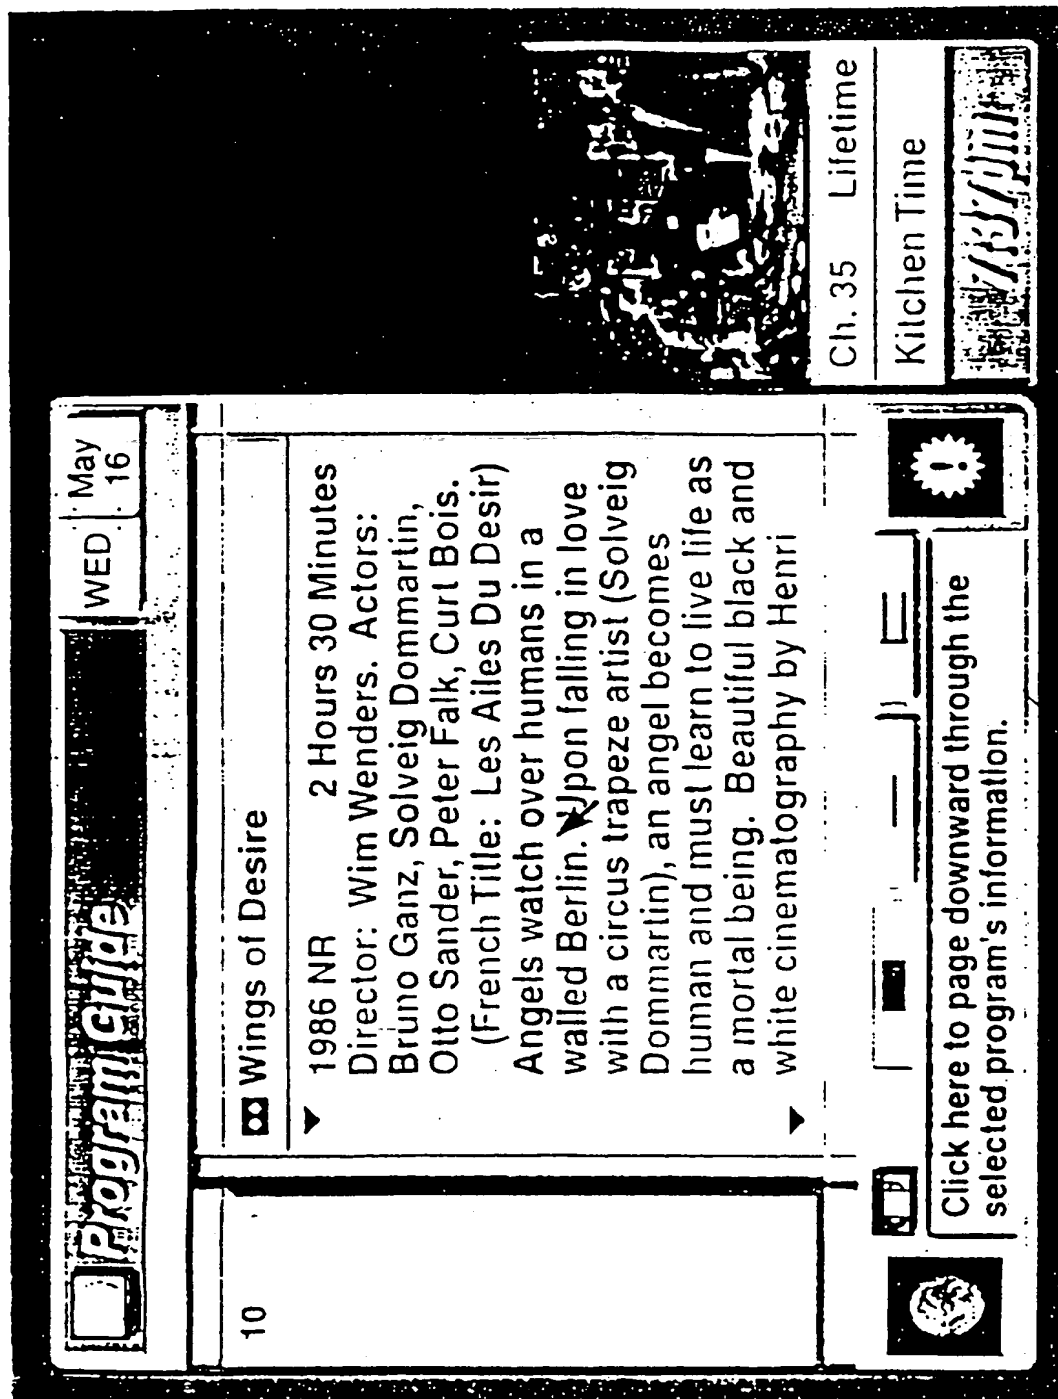 Program Guide
WED
May
16
10
Wings of Desire
1986 NR 2 Hours 30 Minutes
Director: Wim Wenders. Actors:
Bruno Ganz, Solveig Dommartin,
Otto Sander, Peter Falk, Curt Bois.
(French Title: Les Ailes Du Desir)
Angels watch over humans in a
walled Berlin. Upon falling in love
with a circus trapeze artist (Solveig
Dommartin), an angel becomes
human and must learn to live life as
a mortal being. Beautiful black and
white cinematography by Henri
Click here to page downward through the
selected program's information.
Ch. 35 Lifetime
Kitchen Time